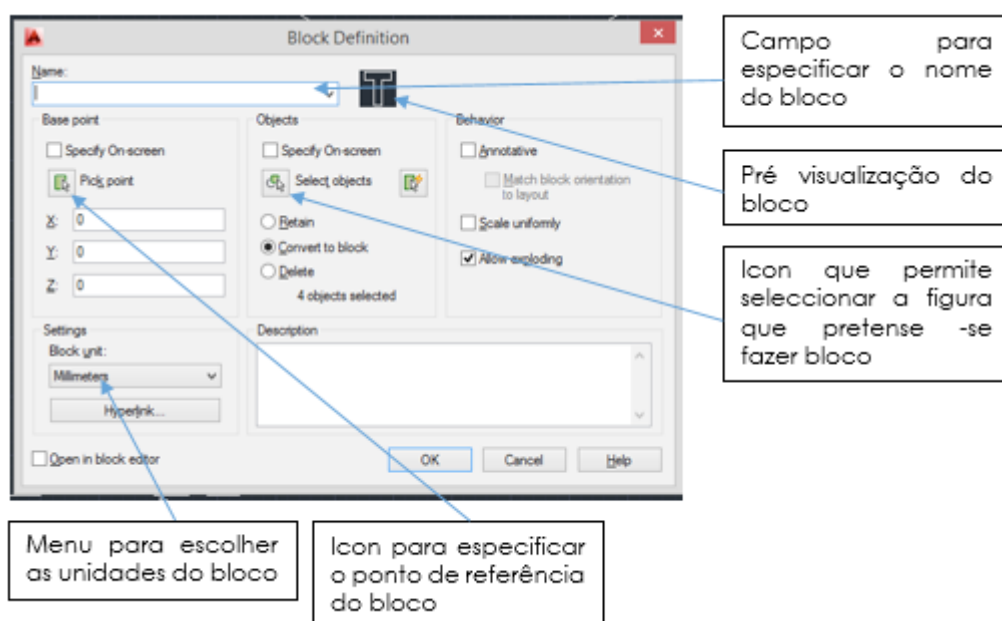 Block Definition
Name:
Base point
Specify On-screen
Pick point
X: 0
Y: 0
Z: 0
Objects
Specify On-screen
Select objects
Retain
Convert to block
Delete
4 objects selected
Behavior
Annotative
Match block orientation
to layout
Scale uniformly
Allow exploding
Settings
Block unit:
Millimeters
Hyperlink...
Description
Open in block editor
OK
Cancel
Help
Campo para
especificar o nome
do bloco
Pré visualização do
bloco
Icon que permite
seleccionar a figura
que pretense -se
fazer bloco
Menu para escolher
as unidades do bloco
Icon para especificar
o ponto de referência
do bloco